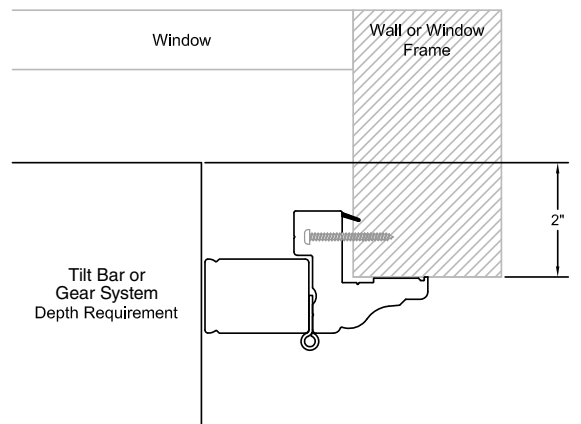 Window
Wall or Window
Frame
2"
Tilt Bar or
Gear System
Depth Requirement